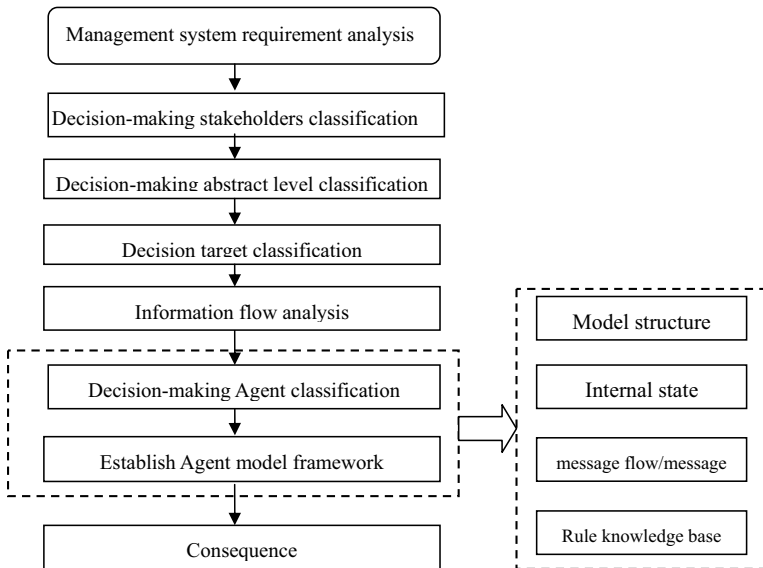 Management system requirement analysis
Decision-making stakeholders classification
Decision-making abstract level classification
Decision target classification
Information flow analysis
Decision-making Agent classification
Establish Agent model framework
Consequence
Model structure
Internal state
message flow/message
Rule knowledge base